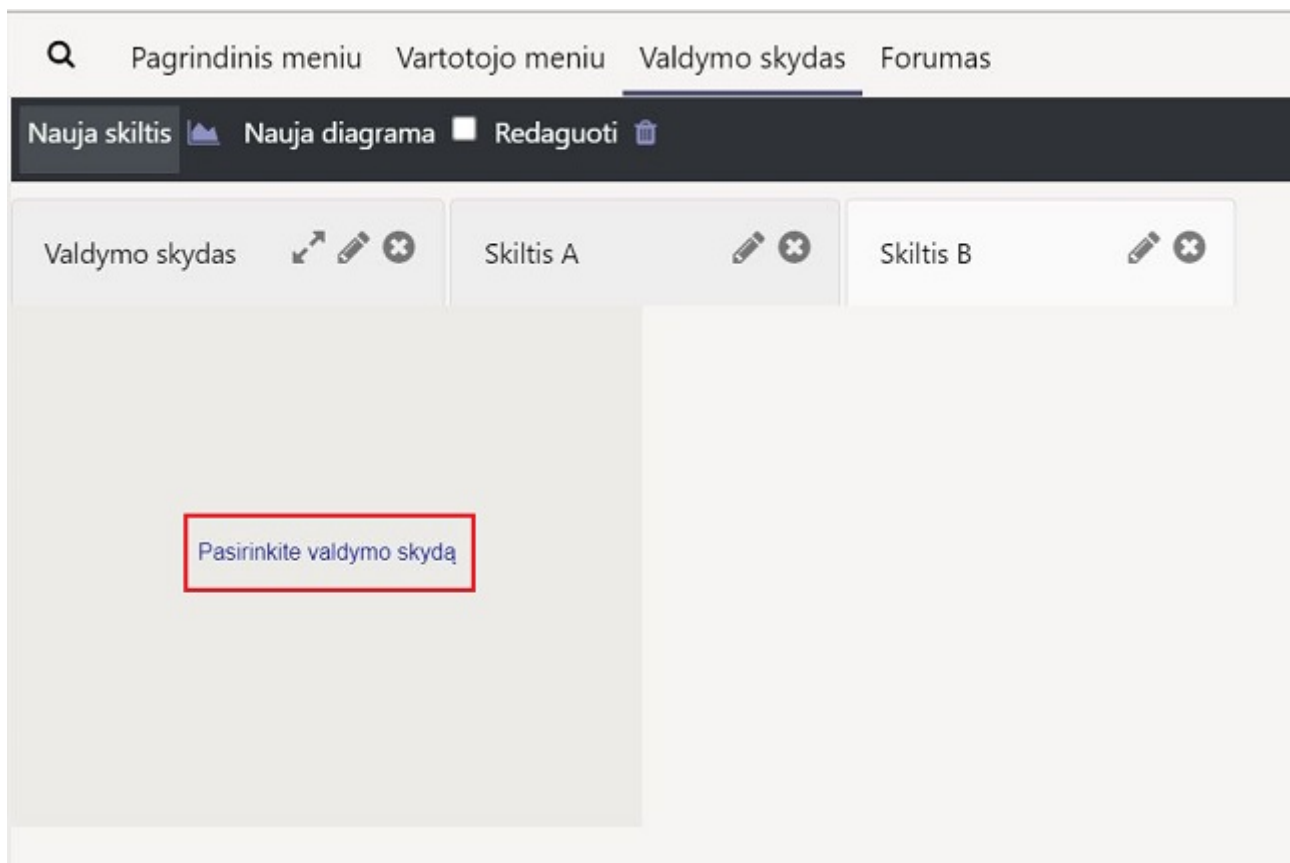 Pagrindinis meniu Vartotojo meniu Valdymo skydas Forumas
Nauja skiltis Nauja diagrama Redaguoti
Valdymo skydas Skiltis A Skiltis B
Pasirinkite valdymo skydą